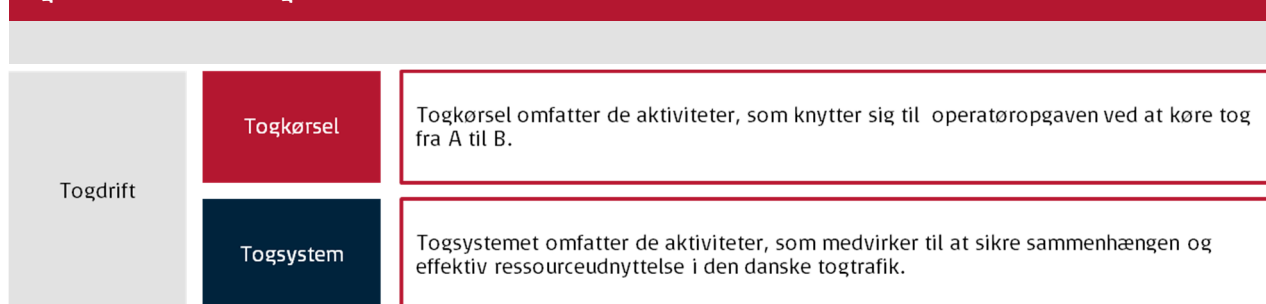 Togdrift
Togkørsel
Togkørsel omfatter de aktiviteter, som knytter sig til operatøropgaven ved at køre tog
fra A til B.
Togsystem
Togsystemet omfatter de aktiviteter, som medvirker til at sikre sammenhængen og
effektiv ressourceudnyttelse i den danske togtrafik.